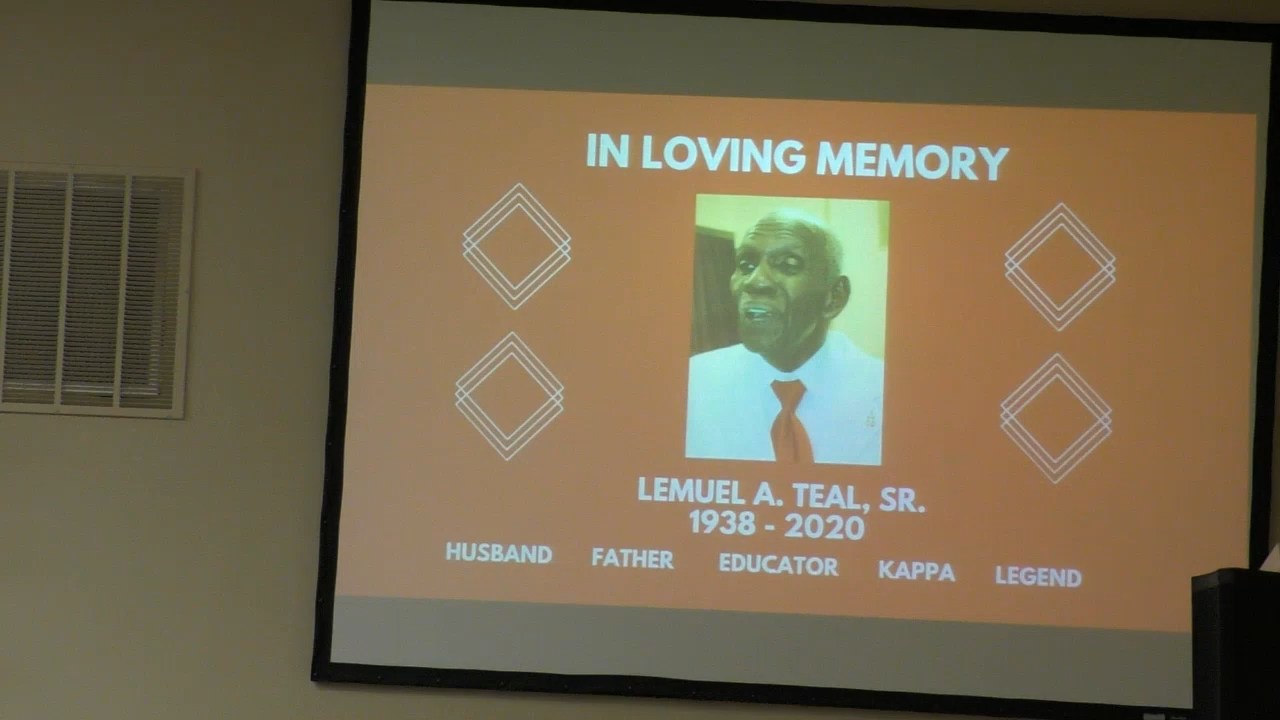 IN LOVING MEMORY
LEMUEL A. TEAL, SR.
1938 - 2020
HUSBAND FATHER EDUCATOR KAPPA LEGEND